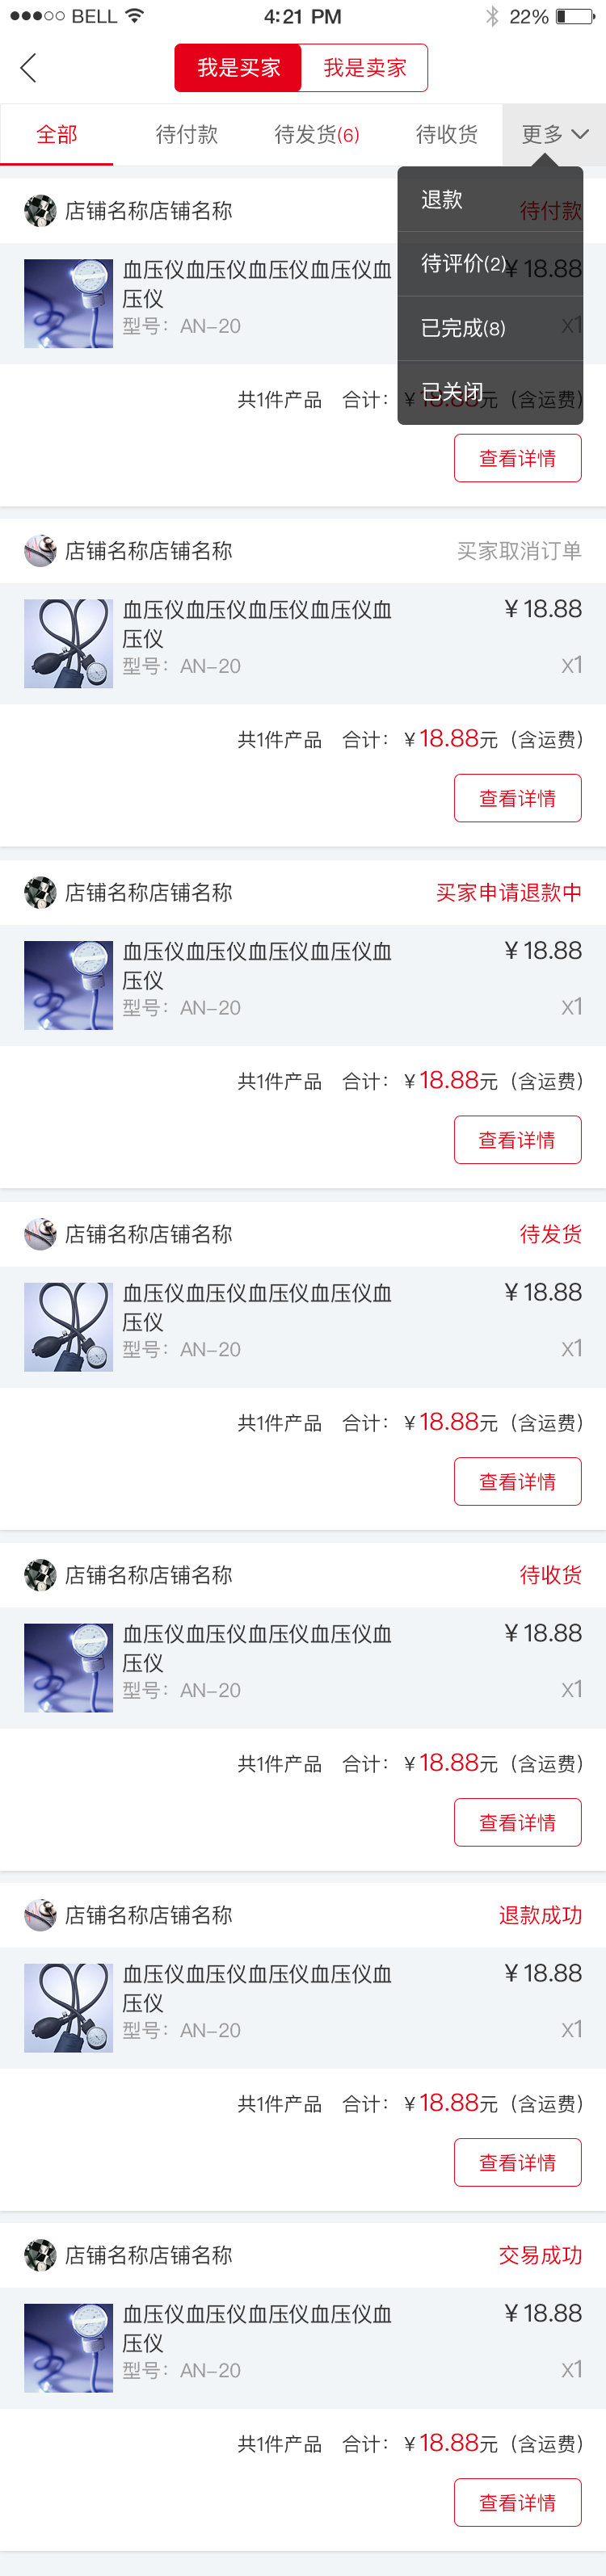 BELL 4:21 PM 22%
我是买家 我是卖家
全部 待付款 待发货(6) 待收货 更多
退款
待评价(2)
已完成(8)
已关闭
店铺名称店铺名称 待付款
血压仪血压仪血压仪血压仪血 ¥18.88
压仪
型号：AN-20 X1
共1件产品 合计：¥18.88元（含运费）
查看详情
店铺名称店铺名称 买家取消订单
血压仪血压仪血压仪血压仪血 ¥18.88
压仪
型号：AN-20 X1
共1件产品 合计：¥18.88元（含运费）
查看详情
店铺名称店铺名称 买家申请退款中
血压仪血压仪血压仪血压仪血 ¥18.88
压仪
型号：AN-20 X1
共1件产品 合计：¥18.88元（含运费）
查看详情
店铺名称店铺名称 待发货
血压仪血压仪血压仪血压仪血 ¥18.88
压仪
型号：AN-20 X1
共1件产品 合计：¥18.88元（含运费）
查看详情
店铺名称店铺名称 待收货
血压仪血压仪血压仪血压仪血 ¥18.88
压仪
型号：AN-20 X1
共1件产品 合计：¥18.88元（含运费）
查看详情
店铺名称店铺名称 退款成功
血压仪血压仪血压仪血压仪血 ¥18.88
压仪
型号：AN-20 X1
共1件产品 合计：¥18.88元（含运费）
查看详情
店铺名称店铺名称 交易成功
血压仪血压仪血压仪血压仪血 ¥18.88
压仪
型号：AN-20 X1
共1件产品 合计：¥18.88元（含运费）
查看详情